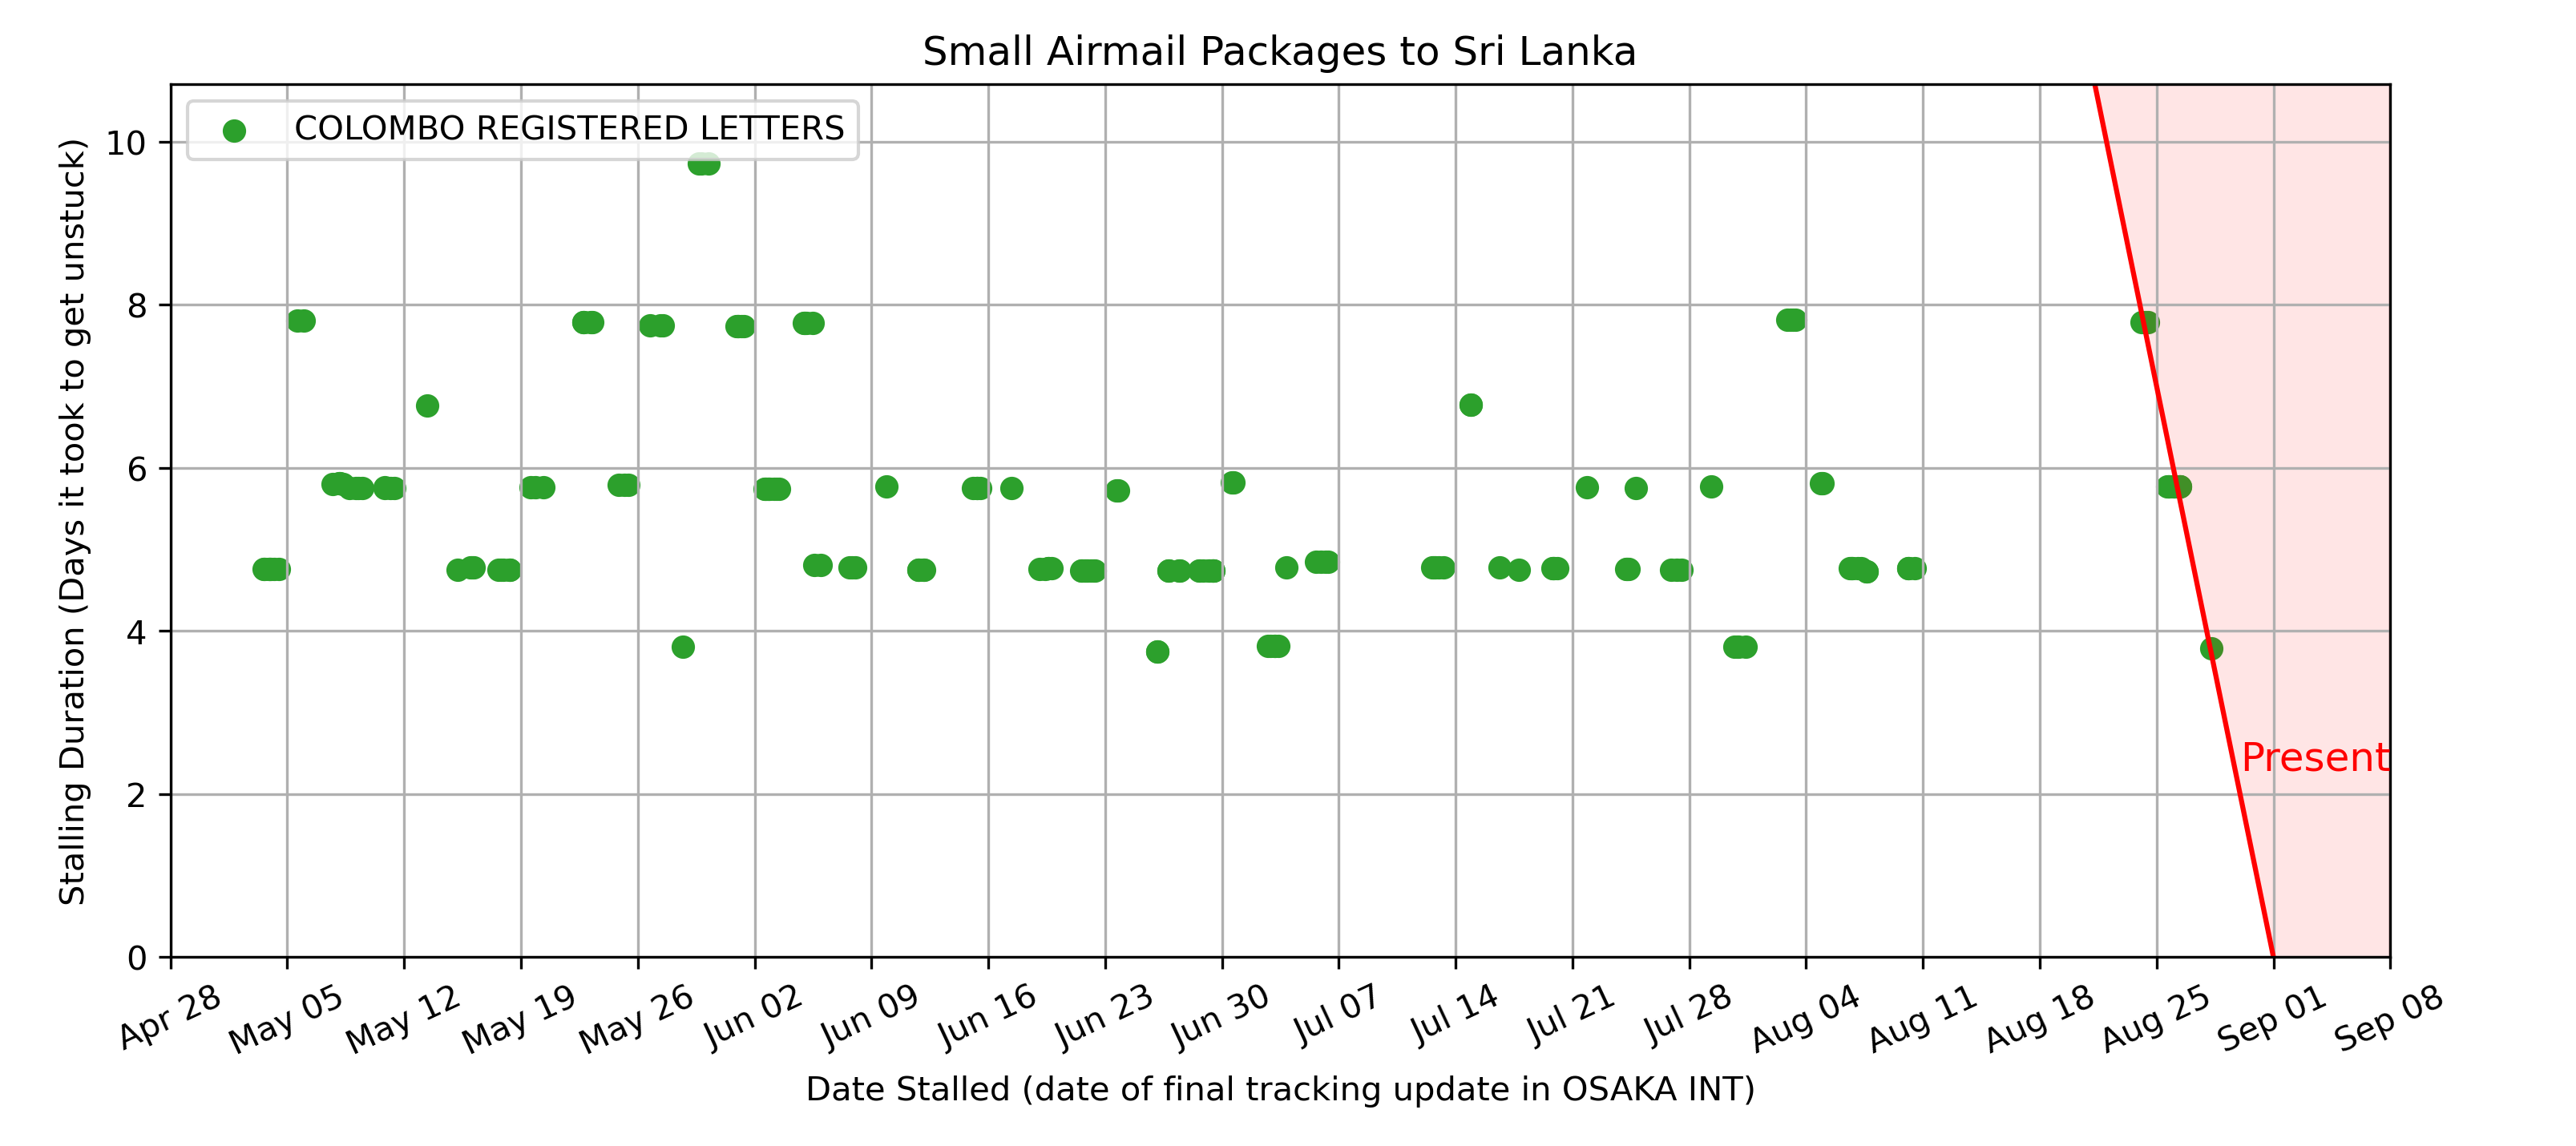 Small Airmail Packages to Sri Lanka
COLOMBO REGISTERED LETTERS
Stalling Duration (Days it took to get unstuck)
10
8
6
4
2
0
Present
Apr 28
May 05
May 12
May 19
May 26
Jun 02
Jun 09
Jun 16
Jun 23
Jun 30
Jul 07
Jul 14
Jul 21
Jul 28
Aug 04
Aug 11
Aug 18
Aug 25
Sep 01
Sep 08
Date Stalled (date of final tracking update in OSAKA INT)